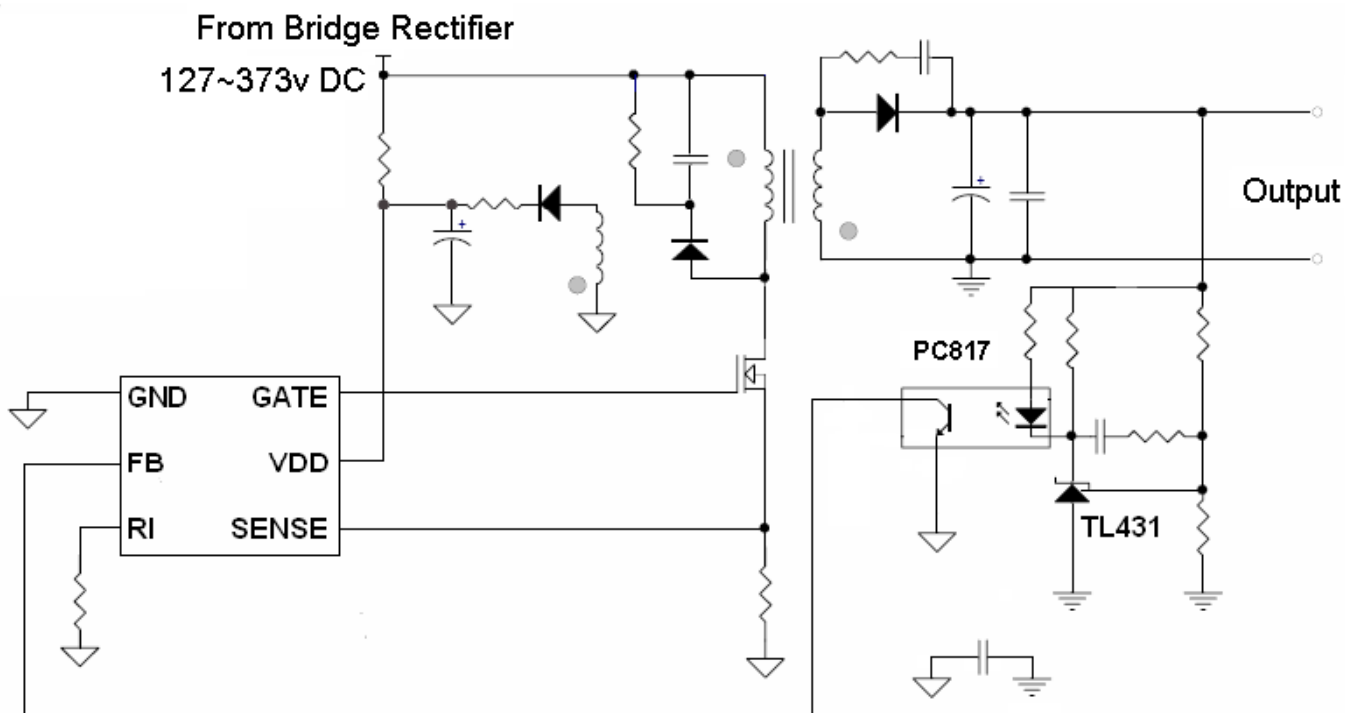 From Bridge Rectifier
127~373v DC
Output
PC817
GND GATE
FB VDD
RI SENSE
TL431
+
+